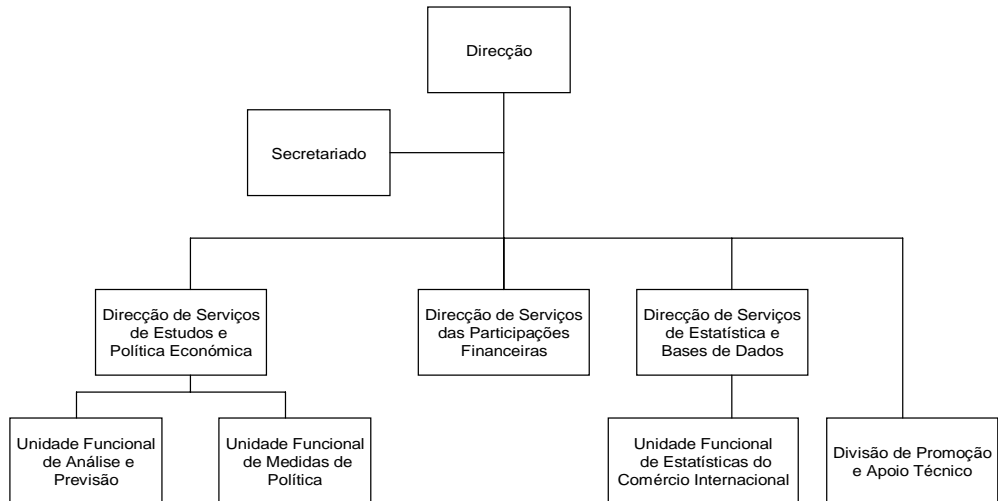 Direcção
Secretariado
Direcção de Serviços
de Estudos e
Política Económica
Direcção de Serviços
das Participações
Financeiras
Direcção de Serviços
de Estatística e
Bases de Dados
Unidade Funcional
de Análise e
Previsão
Unidade Funcional
de Medidas de
Política
Unidade Funcional
de Estatísticas do
Comércio Internacional
Divisão de Promoção
e Apoio Técnico